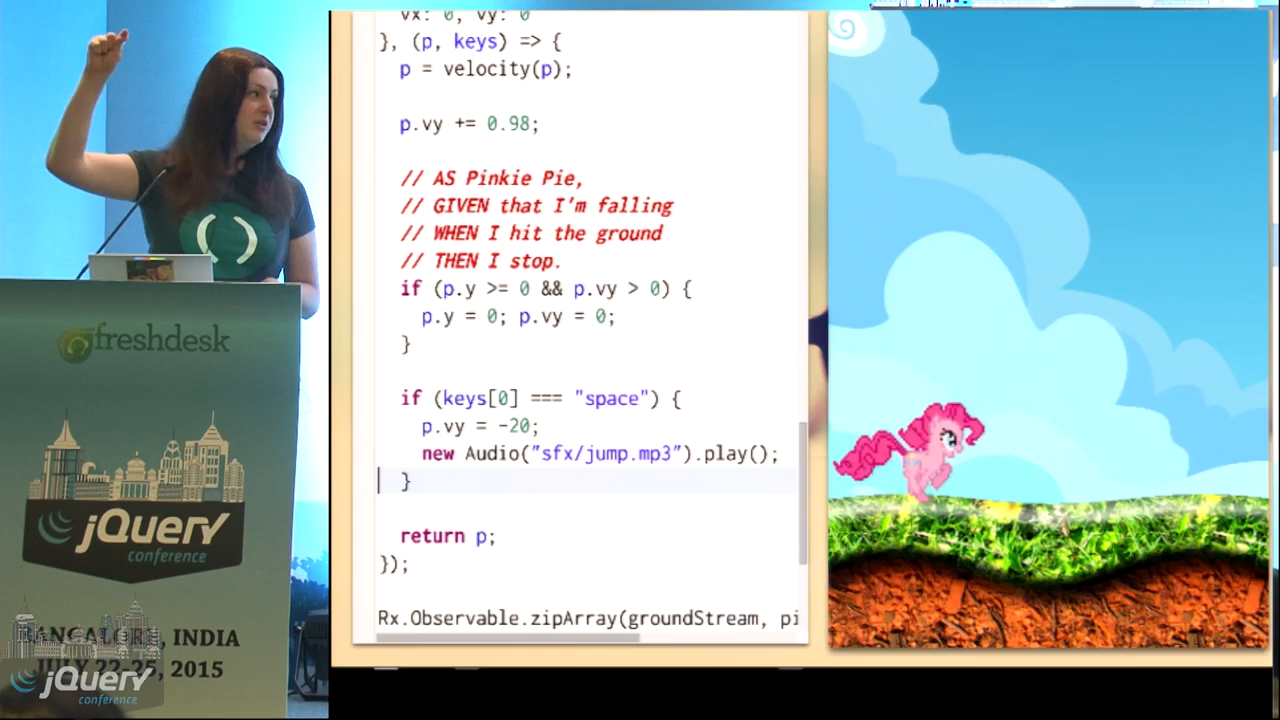 vx: 0, vy: 0
}, (p, keys) => {
p = velocity(p);
p.vy += 0.98;
// AS Pinkie Pie,
// GIVEN that I'm falling
// WHEN I hit the ground
// THEN I stop.
if (p.y >= 0 && p.vy > 0) {
p.y = 0; p.vy = 0;
}
if (keys[0] === "space") {
p.vy = -20;
new Audio("sfx/jump.mp3").play();
}
return p;
});
Rx.Observable.zipArray(groundStream, pi
( )
freshdesk
jQuery
conference
BANGALORE, INDIA
JULY 22-25, 2015
jQuery
conference